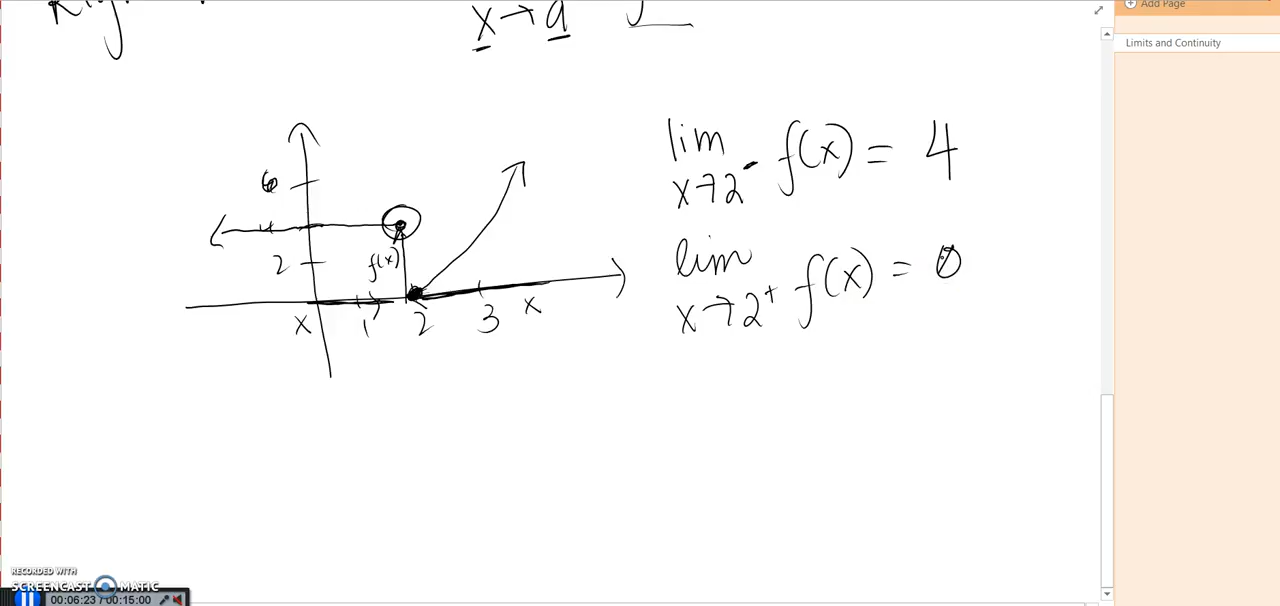 x→a
Add Page
Limits and Continuity
lim x→2⁻ f(x) = 4
lim x→2⁺ f(x) = 0
6
4
2
f(x)
x 1 2 3 x
RECORDED WITH
SCREENCAST MATIC
00:06:23 / 00:15:00